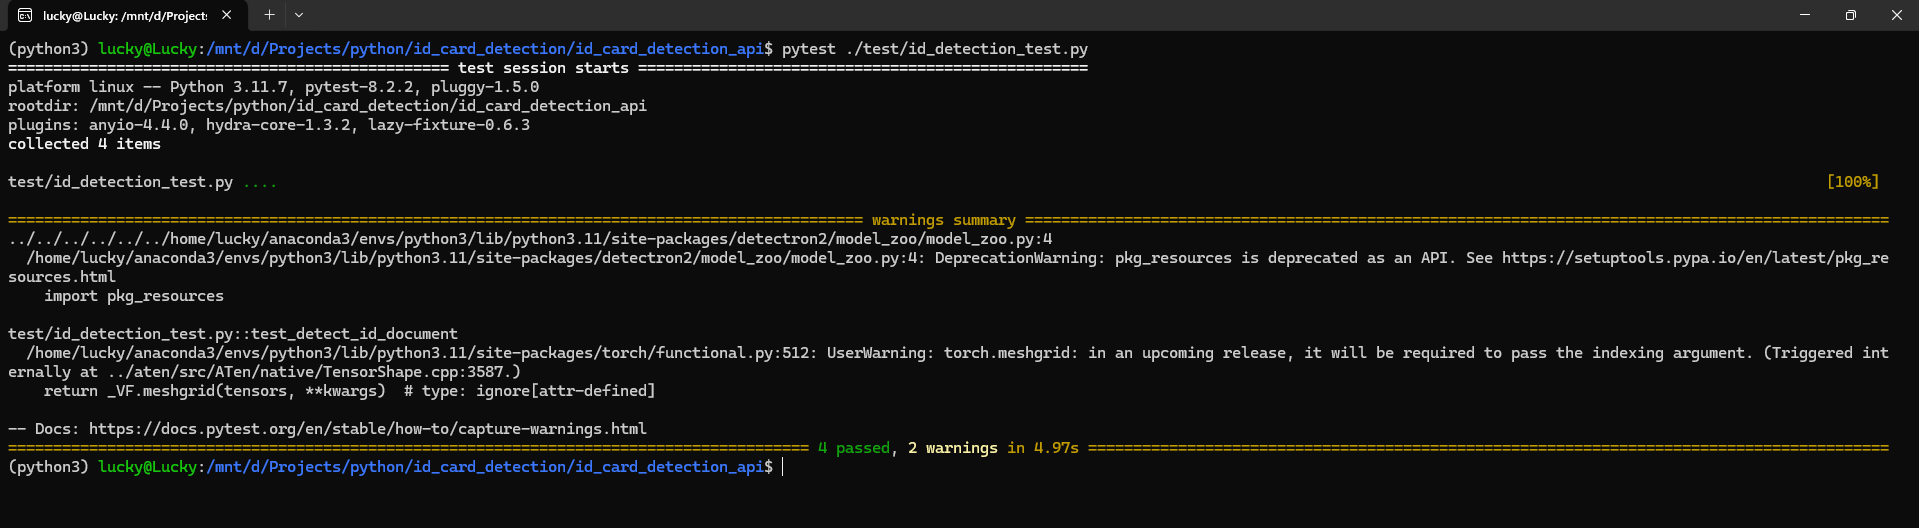 lucky@Lucky: /mnt/d/Project:
(python3) lucky@Lucky:/mnt/d/Projects/python/id_card_detection/id_card_detection_api$ pytest ./test/id_detection_test.py
================================================= test session starts ==================================================
platform linux -- Python 3.11.7, pytest-8.2.2, pluggy-1.5.0
rootdir: /mnt/d/Projects/python/id_card_detection/id_card_detection_api
plugins: anyio-4.4.0, hydra-core-1.3.2, lazy-fixture-0.6.3
collected 4 items
test/id_detection_test.py .... [100%]
=============================================================================================== warnings summary ================================================================================================
../../../../../../home/lucky/anaconda3/envs/python3/lib/python3.11/site-packages/detectron2/model_zoo/model_zoo.py:4
/home/lucky/anaconda3/envs/python3/lib/python3.11/site-packages/detectron2/model_zoo/model_zoo.py:4: DeprecationWarning: pkg_resources is deprecated as an API. See https://setuptools.pypa.io/en/latest/pkg_re
sources.html
import pkg_resources
test/id_detection_test.py::test_detect_id_document
/home/lucky/anaconda3/envs/python3/lib/python3.11/site-packages/torch/functional.py:512: UserWarning: torch.meshgrid: in an upcoming release, it will be required to pass the indexing argument. (Triggered int
ernally at ../aten/src/ATen/native/TensorShape.cpp:3587.)
return _VF.meshgrid(tensors, **kwargs)  # type: ignore[attr-defined]
-- Docs: https://docs.pytest.org/en/stable/how-to/capture-warnings.html
========================================================================================= 4 passed, 2 warnings in 4.97s =========================================================================================
(python3) lucky@Lucky:/mnt/d/Projects/python/id_card_detection/id_card_detection_api$